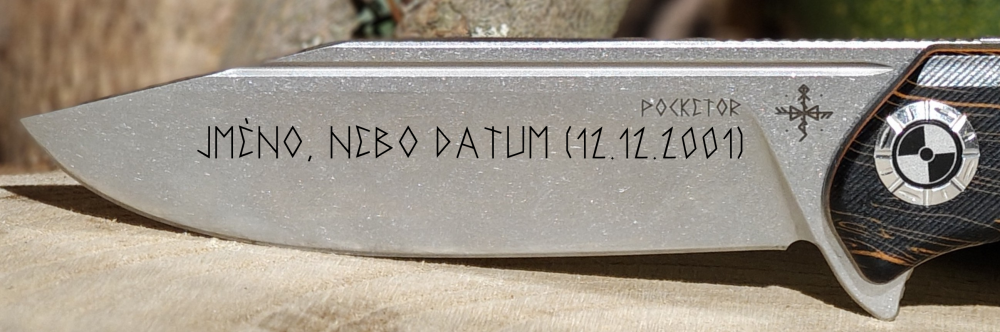 POCKETOR
JMÈNO, NEBO DATUM (12.12.2001)